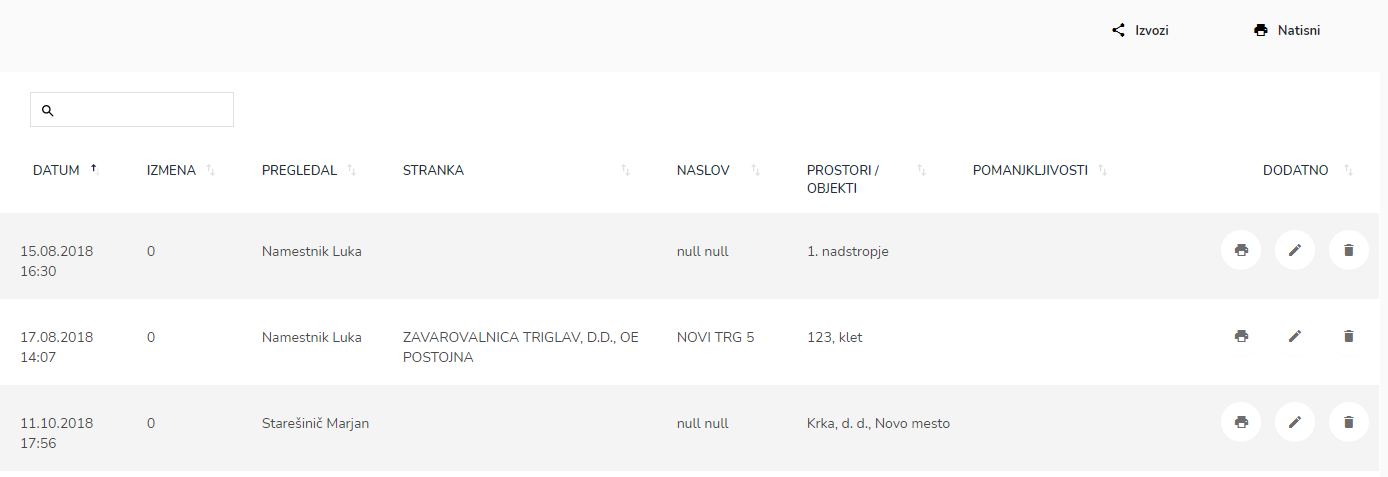 Izvozi Natisni
DATUM IZMENA PREGLEDAL STRANKA NASLOV PROSTORI / POMANJKLJIVOSTI DODATNO
OBJEKTI
15.08.2018 0 Namestnik Luka null null 1. nadstropje
16:30
17.08.2018 0 Namestnik Luka ZAVAROVALNICA TRIGLAV, D.D., OE NOVI TRG 5 123, klet
14:07 POSTOJNA
11.10.2018 0 Starešinič Marjan null null Krka, d. d., Novo mesto
17:56